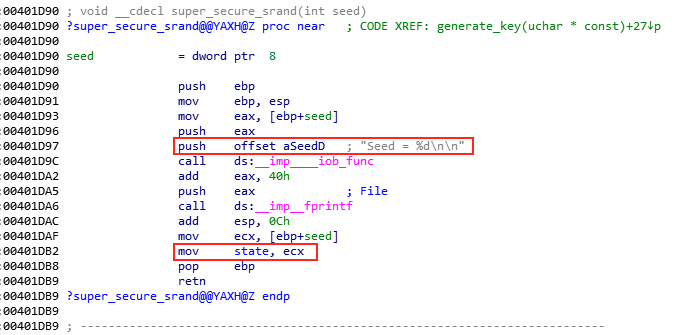 :00401D90 ; void __cdecl super_secure_srand(int seed)
:00401D90 ?super_secure_srand@@YAXH@Z proc near ; CODE XREF: generate_key(uchar * const)+27↓p
:00401D90
:00401D90 seed = dword ptr 8
:00401D90
:00401D90 push ebp
:00401D91 mov ebp, esp
:00401D93 mov eax, [ebp+seed]
:00401D96 push eax
:00401D97 push offset aSeedD ; "Seed = %d\n\n"
:00401D9C call ds:__imp____iob_func
:00401DA2 add eax, 40h
:00401DA5 push eax ; File
:00401DA6 call ds:__imp__fprintf
:00401DAC add esp, 0Ch
:00401DAF mov ecx, [ebp+seed]
:00401DB2 mov state, ecx
:00401DB8 pop ebp
:00401DB9 retn
:00401DB9 ?super_secure_srand@@YAXH@Z endp
:00401DB9
:00401DB9 ; ---------------------------------------------------------------------------